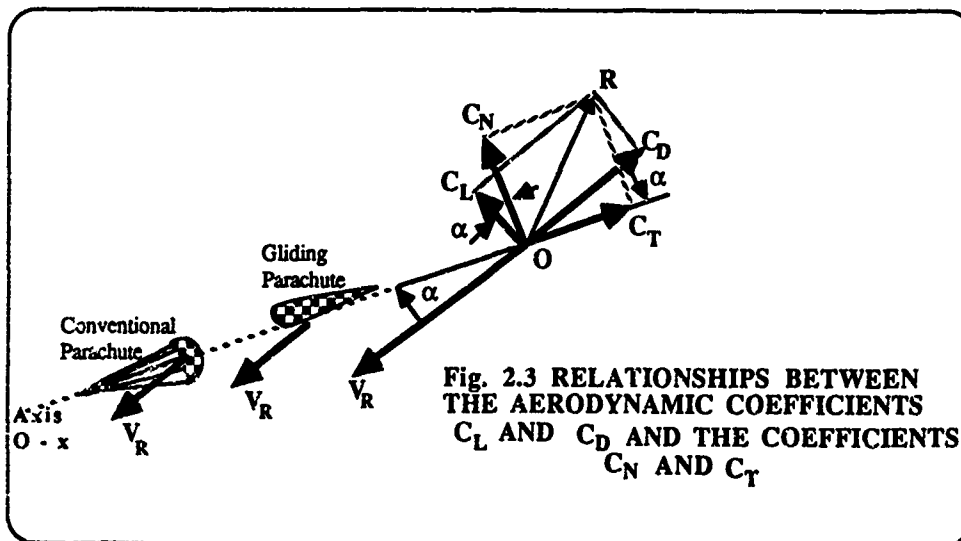 R
C_N
C_D
C_L
α
α
C_T
O
Gliding
Parachute
α
Conventional
Parachute
V_R
V_R
V_R
Axis
O - x
Fig. 2.3 RELATIONSHIPS BETWEEN
THE AERODYNAMIC COEFFICIENTS
C_L AND C_D AND THE COEFFICIENTS
C_N AND C_T